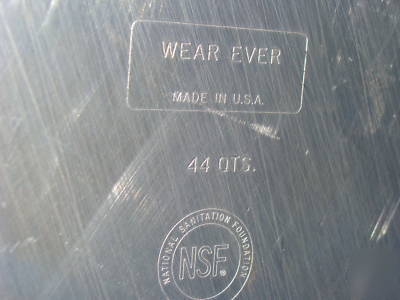 WEAR EVER
MADE IN U.S.A.
44 QTS.
NATIONAL SANITATION FOUNDATION
NSF®